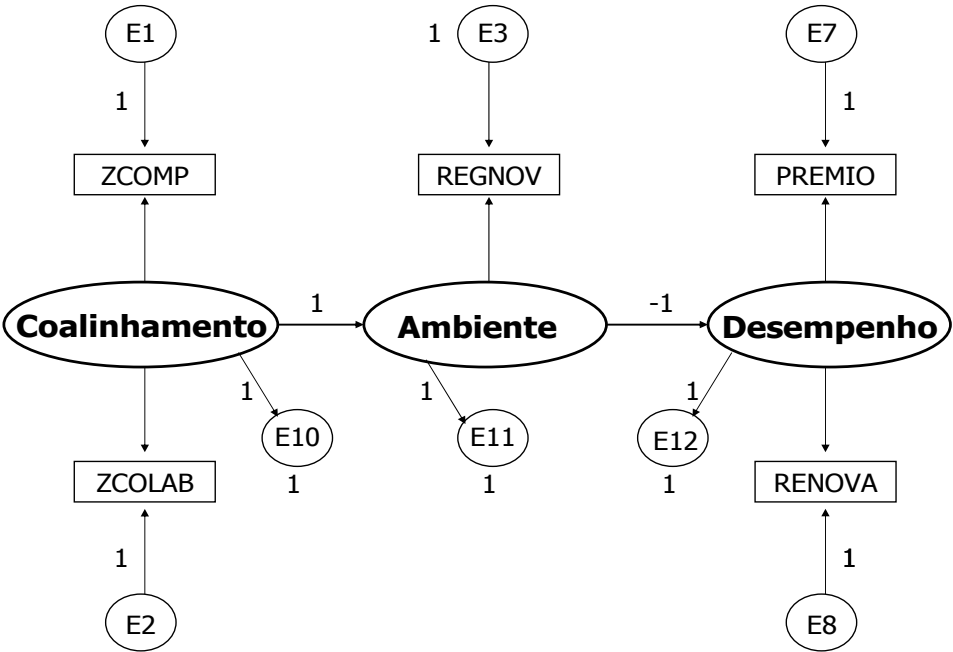 E1
1
E3
E7
1
1
ZCOMP
REGNOV
PREMIO
Coalinhamento
1
Ambiente
-1
Desempenho
1
1
1
E10
E11
E12
1
1
1
ZCOLAB
RENOVA
1
1
E2
E8